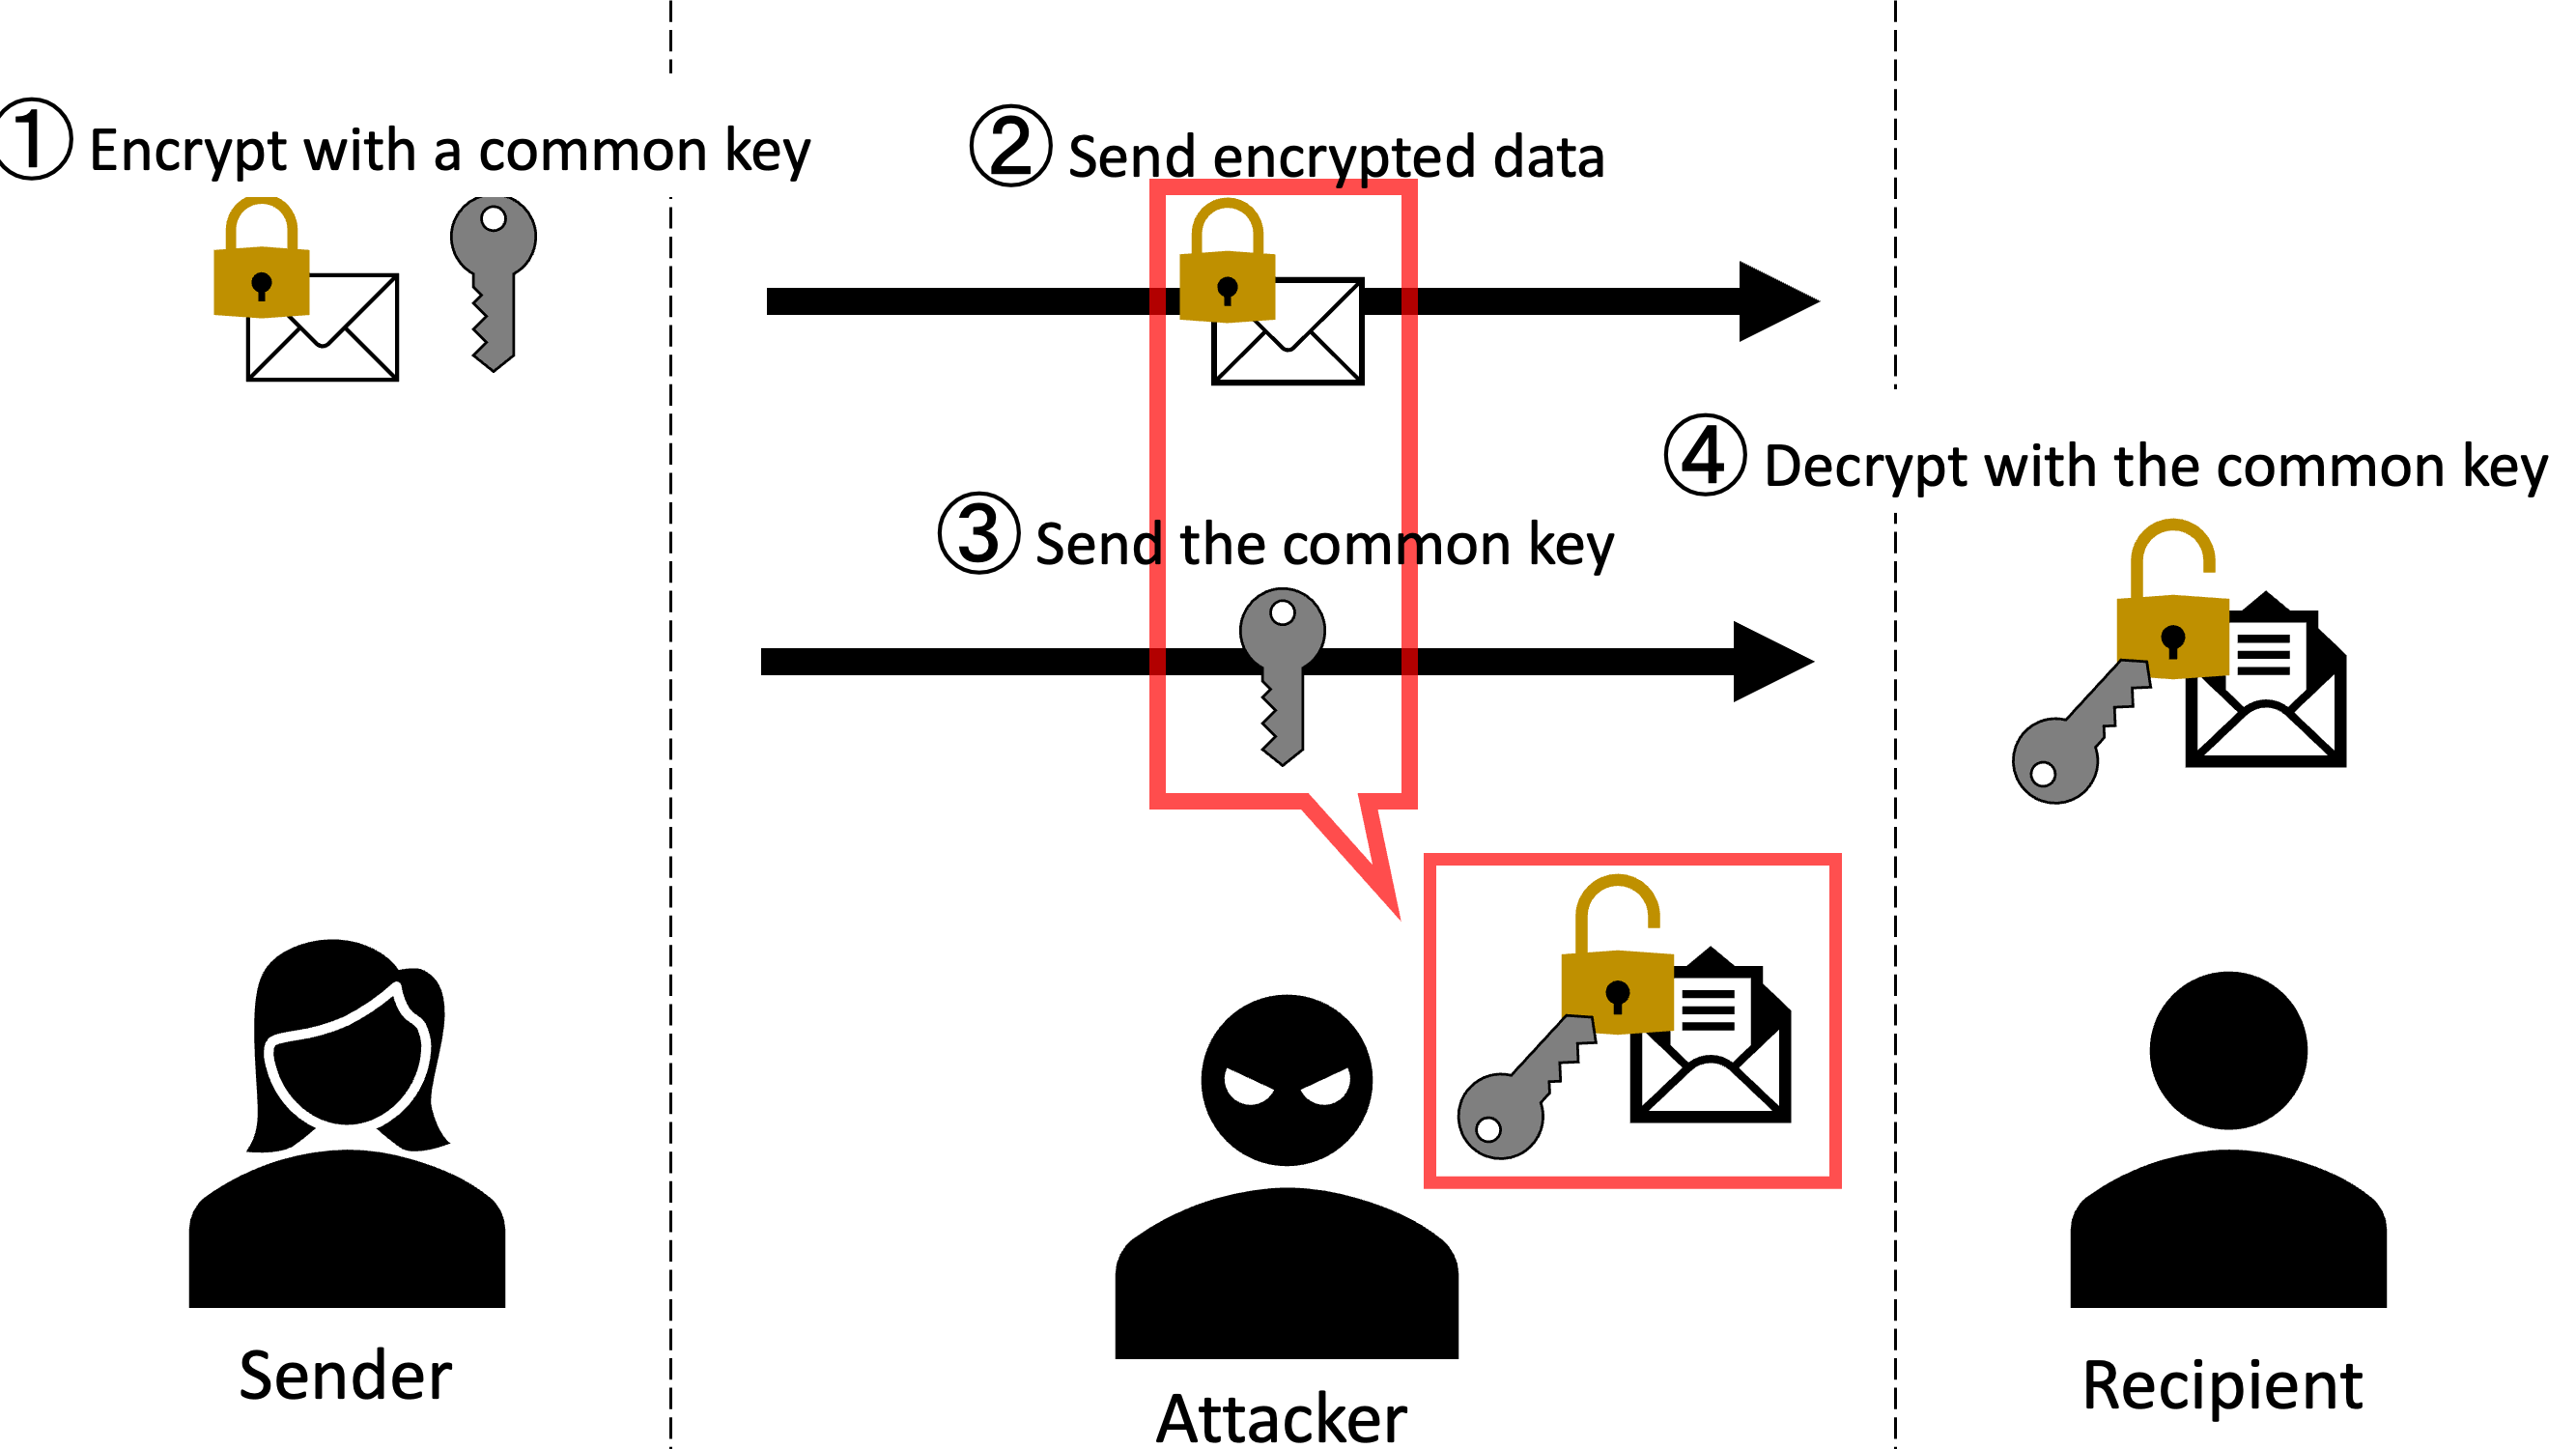 ① Encrypt with a common key
② Send encrypted data
③ Send the common key
④ Decrypt with the common key
Sender
Attacker
Recipient